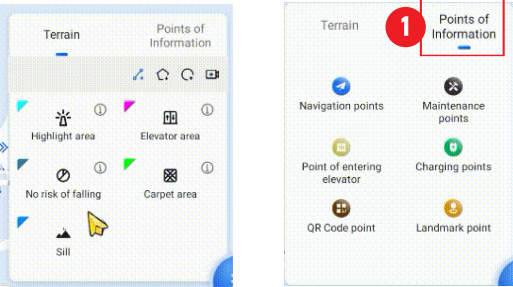 Terrain
Points of
Information
Highlight area
Elevator area
No risk of falling
Carpet area
Sill
Terrain
1
Points of
Information
Navigation points
Maintenance
points
Point of entering
elevator
Charging points
QR Code point
Landmark point